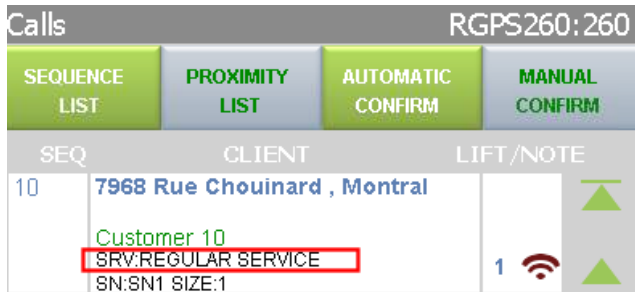 Calls RGPS260:260
SEQUENCE LIST PROXIMITY LIST AUTOMATIC CONFIRM MANUAL CONFIRM
SEQ CLIENT LIFT/NOTE
10 7968 Rue Chouinard , Montral
Customer 10
SRV:REGULAR SERVICE
SN:SN1 SIZE:1 1